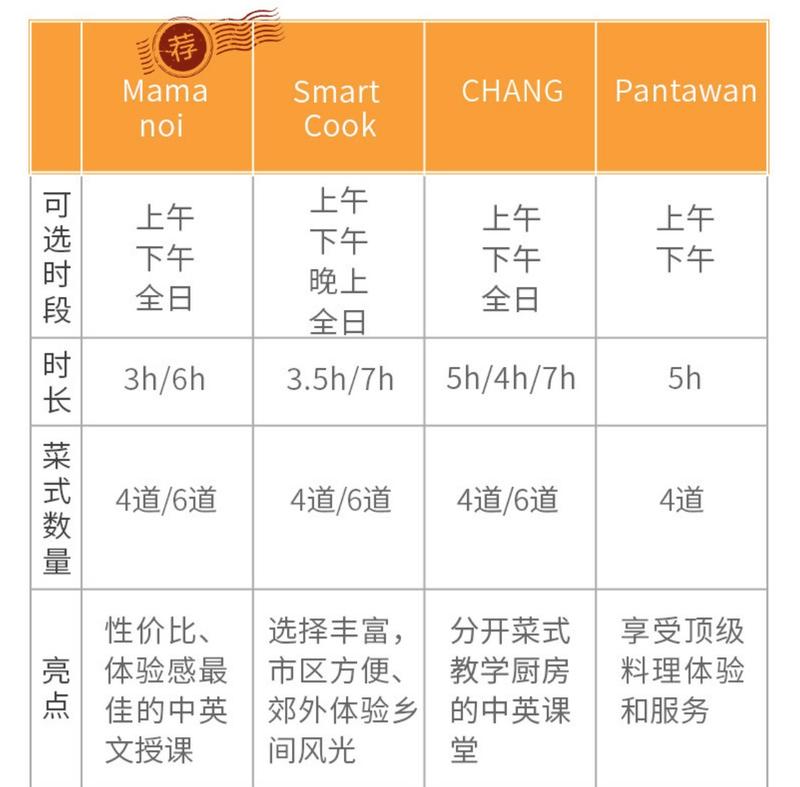 荐
Mama
noi
Smart
Cook
CHANG
Pantawan
可选时段
上午
下午
全日
上午
下午
晚上
全日
上午
下午
全日
上午
下午
时长
3h/6h
3.5h/7h
5h/4h/7h
5h
菜式数量
4道/6道
4道/6道
4道/6道
4道
亮点
性价比、
体验感最
佳的中英
文授课
选择丰富，
市区方便、
郊外体验乡
间风光
分开菜式
教学厨房
的中英课
堂
享受顶级
料理体验
和服务